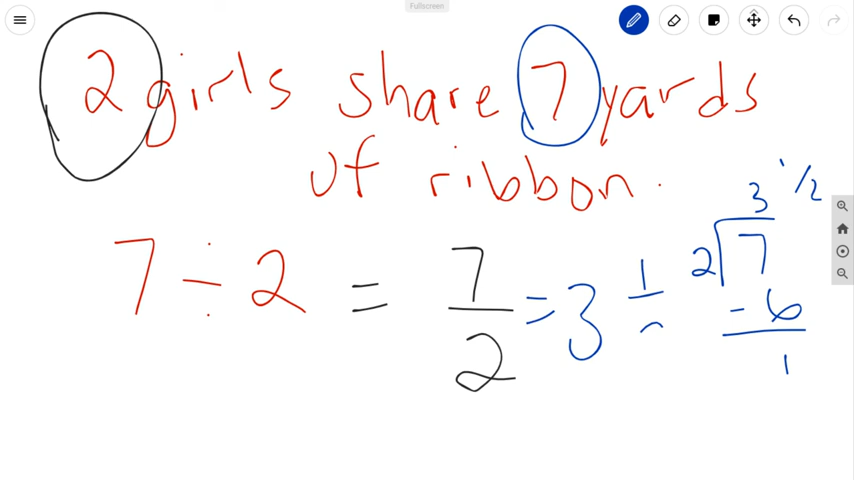 Fullscreen
2 girls share 7 yards
of ribbon.
7 ÷ 2 = 7/2 = 3 1/
3 1/2
2 7
- 6
1